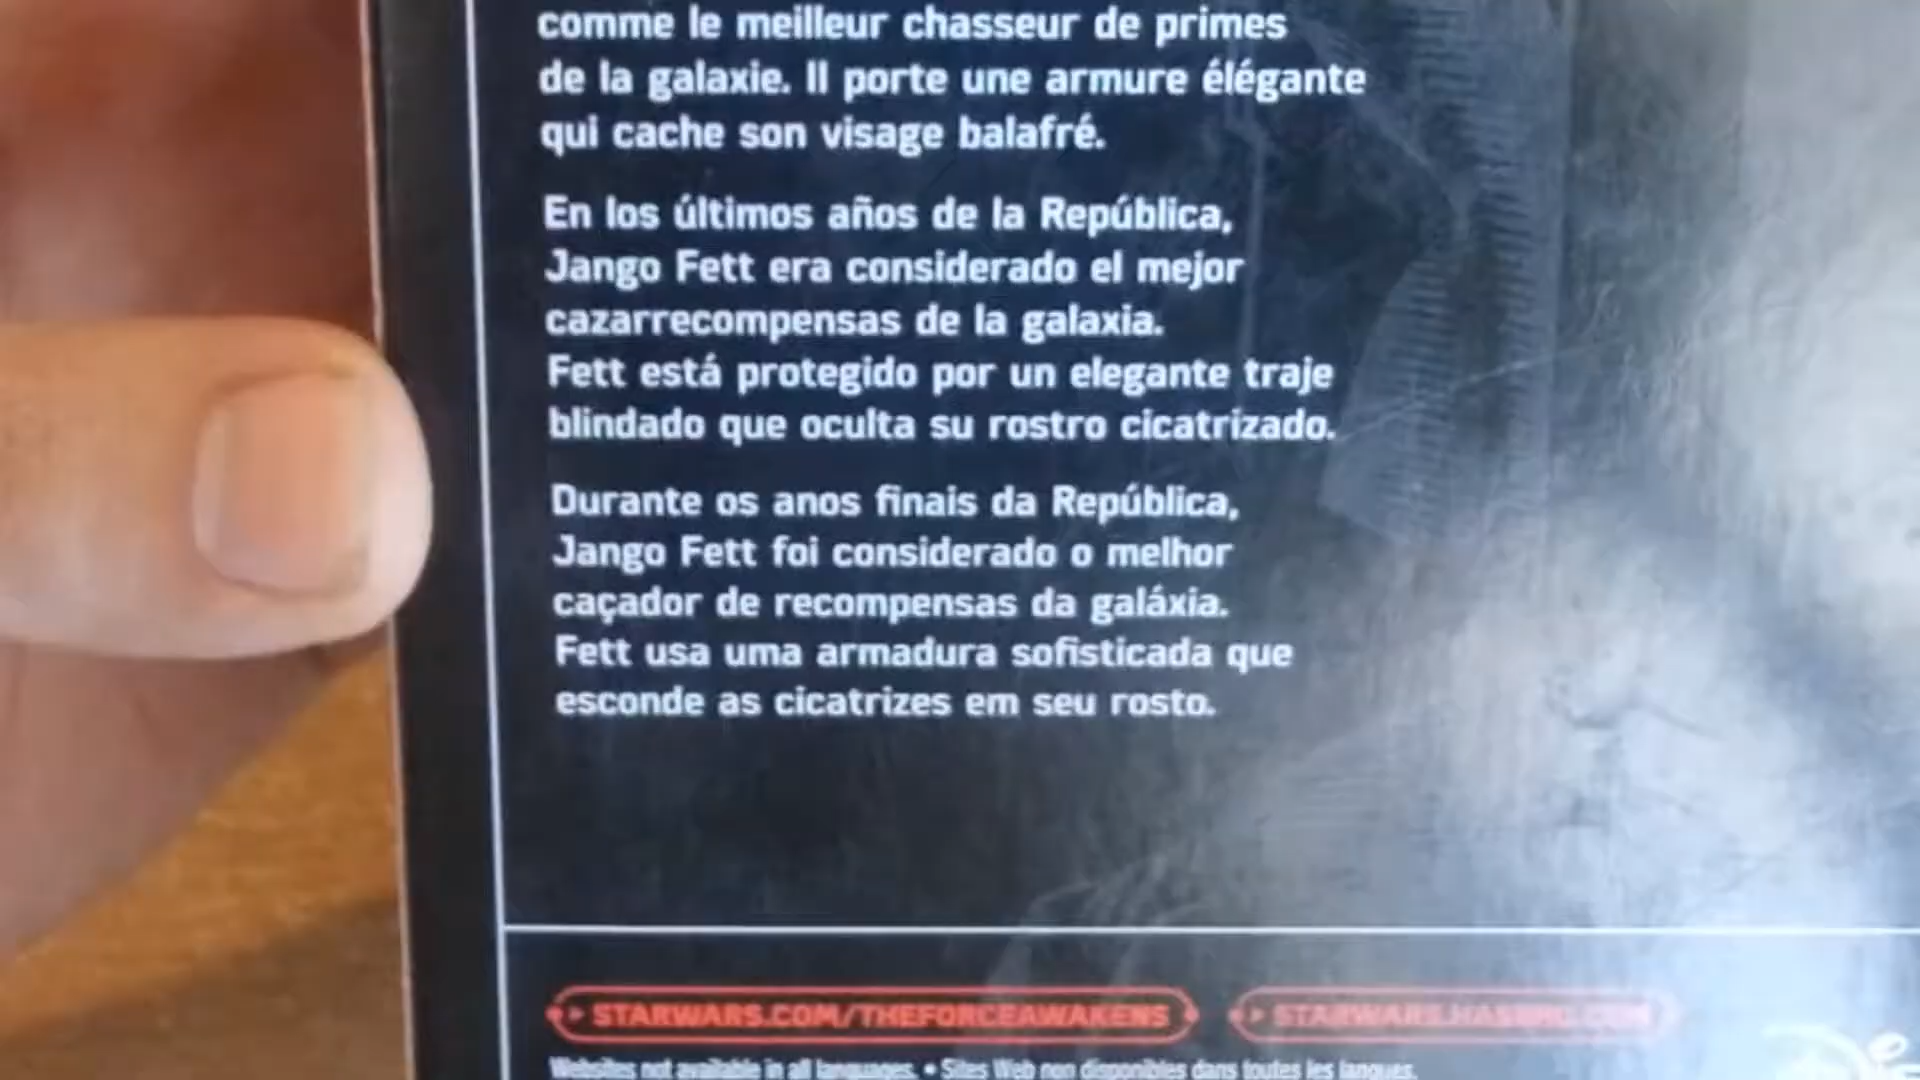 comme le meilleur chasseur de primes
de la galaxie. Il porte une armure élégante
qui cache son visage balafré.
En los últimos años de la República,
Jango Fett era considerado el mejor
cazarrecompensas de la galaxia.
Fett está protegido por un elegante traje
blindado que oculta su rostro cicatrizado.
Durante os anos finais da República,
Jango Fett foi considerado o melhor
caçador de recompensas da galáxia.
Fett usa uma armadura sofisticada que
esconde as cicatrizes em seu rosto.
STARWARS.COM/THEFORCEAWAKENS
STARWARS.HASBRO.COM
Websites not available in all languages. • Sites Web non disponibles dans toutes les langues.